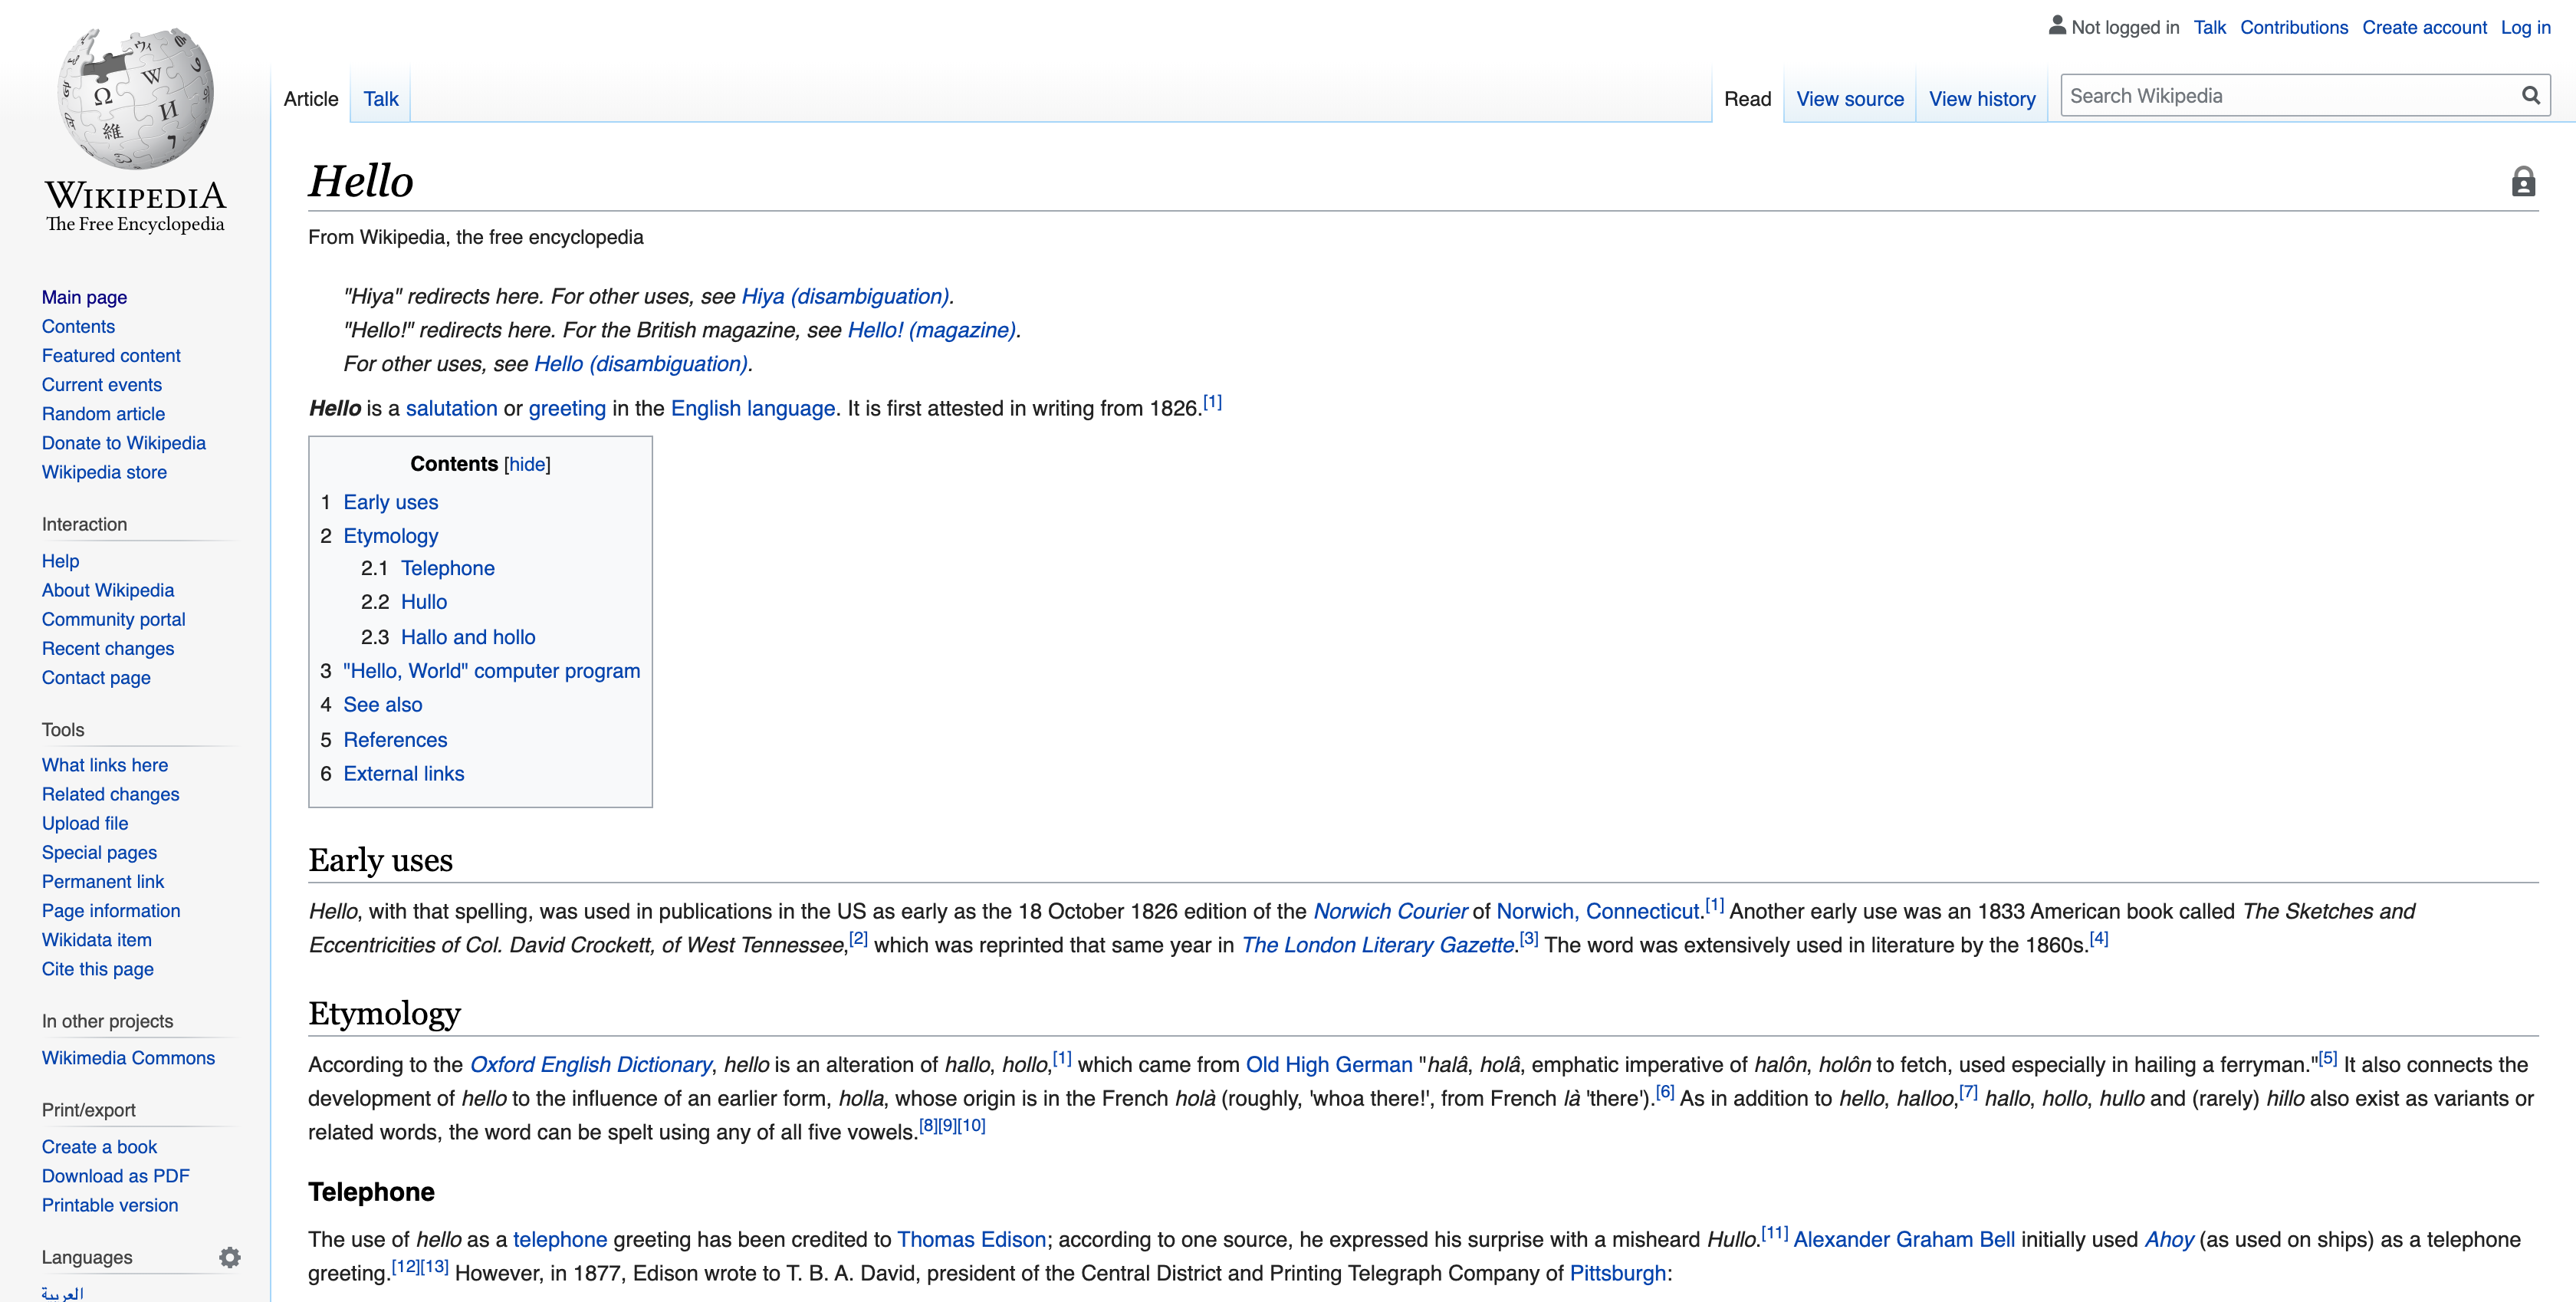 Not logged in Talk Contributions Create account Log in
Article Talk Read View source View history Search Wikipedia
WIKIPEDIA
The Free Encyclopedia
Main page
Contents
Featured content
Current events
Random article
Donate to Wikipedia
Wikipedia store
Interaction
Help
About Wikipedia
Community portal
Recent changes
Contact page
Tools
What links here
Related changes
Upload file
Special pages
Permanent link
Page information
Wikidata item
Cite this page
In other projects
Wikimedia Commons
Print/export
Create a book
Download as PDF
Printable version
Languages
العربية
Hello
From Wikipedia, the free encyclopedia
"Hiya" redirects here. For other uses, see Hiya (disambiguation).
"Hello!" redirects here. For the British magazine, see Hello! (magazine).
For other uses, see Hello (disambiguation).
Hello is a salutation or greeting in the English language. It is first attested in writing from 1826.[1]
Contents [hide]
1 Early uses
2 Etymology
2.1 Telephone
2.2 Hullo
2.3 Hallo and hollo
3 "Hello, World" computer program
4 See also
5 References
6 External links
Early uses
Hello, with that spelling, was used in publications in the US as early as the 18 October 1826 edition of the Norwich Courier of Norwich, Connecticut.[1] Another early use was an 1833 American book called The Sketches and
Eccentricities of Col. David Crockett, of West Tennessee,[2] which was reprinted that same year in The London Literary Gazette.[3] The word was extensively used in literature by the 1860s.[4]
Etymology
According to the Oxford English Dictionary, hello is an alteration of hallo, hollo,[1] which came from Old High German "halâ, holâ, emphatic imperative of halôn, holôn to fetch, used especially in hailing a ferryman."[5] It also connects the
development of hello to the influence of an earlier form, holla, whose origin is in the French holà (roughly, 'whoa there!', from French là 'there').[6] As in addition to hello, halloo,[7] hallo, hollo, hullo and (rarely) hillo also exist as variants or
related words, the word can be spelt using any of all five vowels.[8][9][10]
Telephone
The use of hello as a telephone greeting has been credited to Thomas Edison; according to one source, he expressed his surprise with a misheard Hullo.[11] Alexander Graham Bell initially used Ahoy (as used on ships) as a telephone
greeting.[12][13] However, in 1877, Edison wrote to T. B. A. David, president of the Central District and Printing Telegraph Company of Pittsburgh: